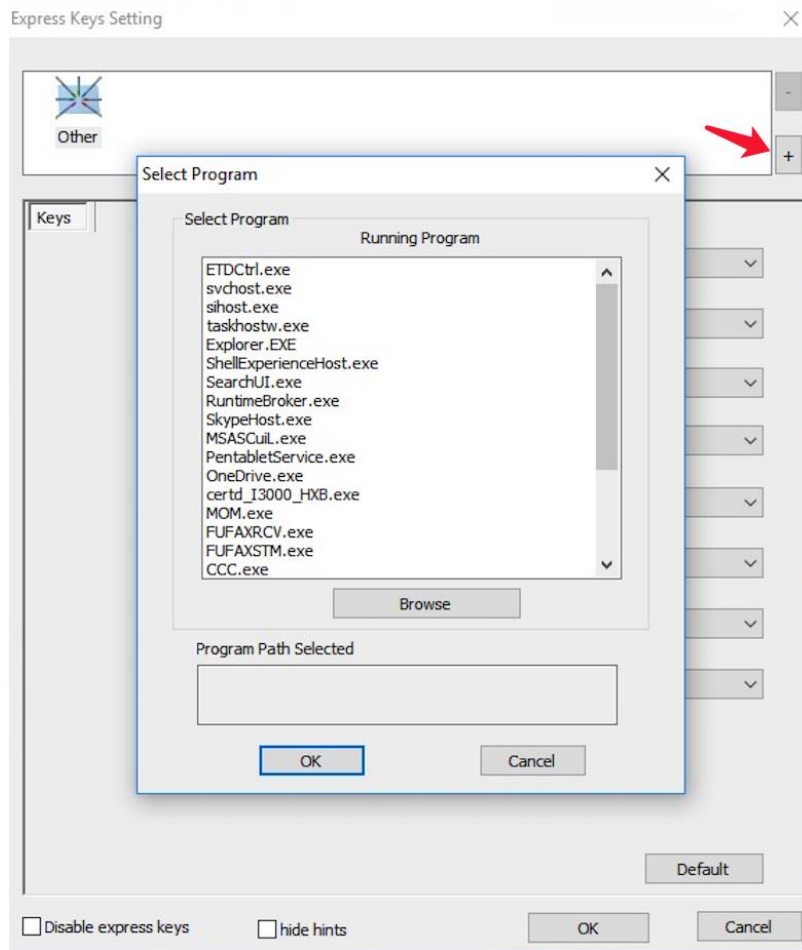 Express Keys Setting
-
Other
+
Select Program
Keys
Select Program
Running Program
ETDCtrl.exe
svchost.exe
sihost.exe
taskhostw.exe
Explorer.EXE
ShellExperienceHost.exe
SearchUI.exe
RuntimeBroker.exe
SkypeHost.exe
MSASCuiL.exe
PentabletService.exe
OneDrive.exe
certd_I3000_HXB.exe
MOM.exe
FUFAXRCV.exe
FUFAXSTM.exe
CCC.exe
Browse
Program Path Selected
OK Cancel
Default
Disable express keys hide hints OK Cancel